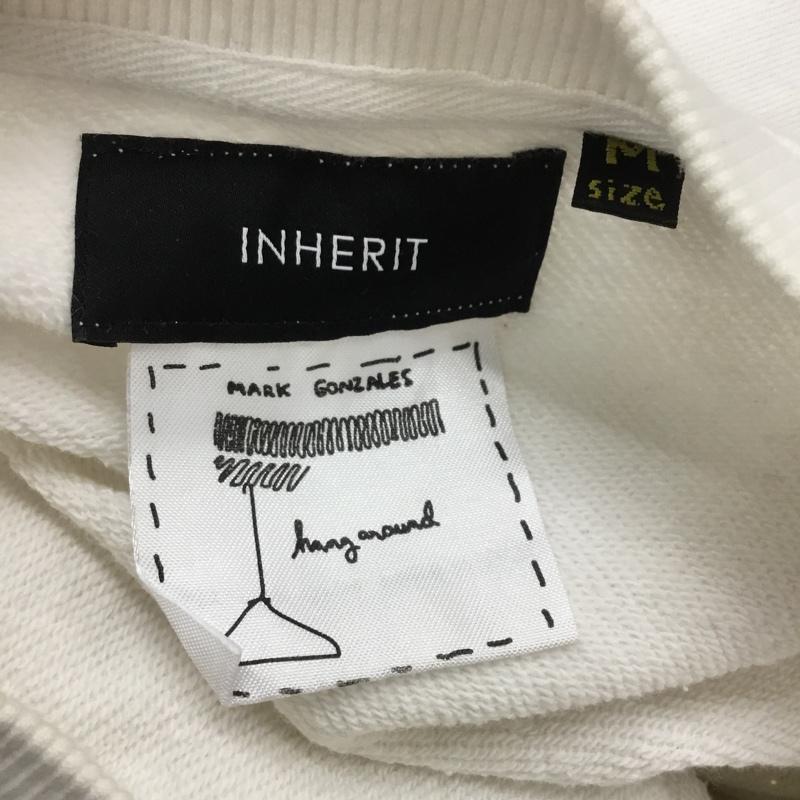 INHERIT
M
size
MARK GONZALES
hang around